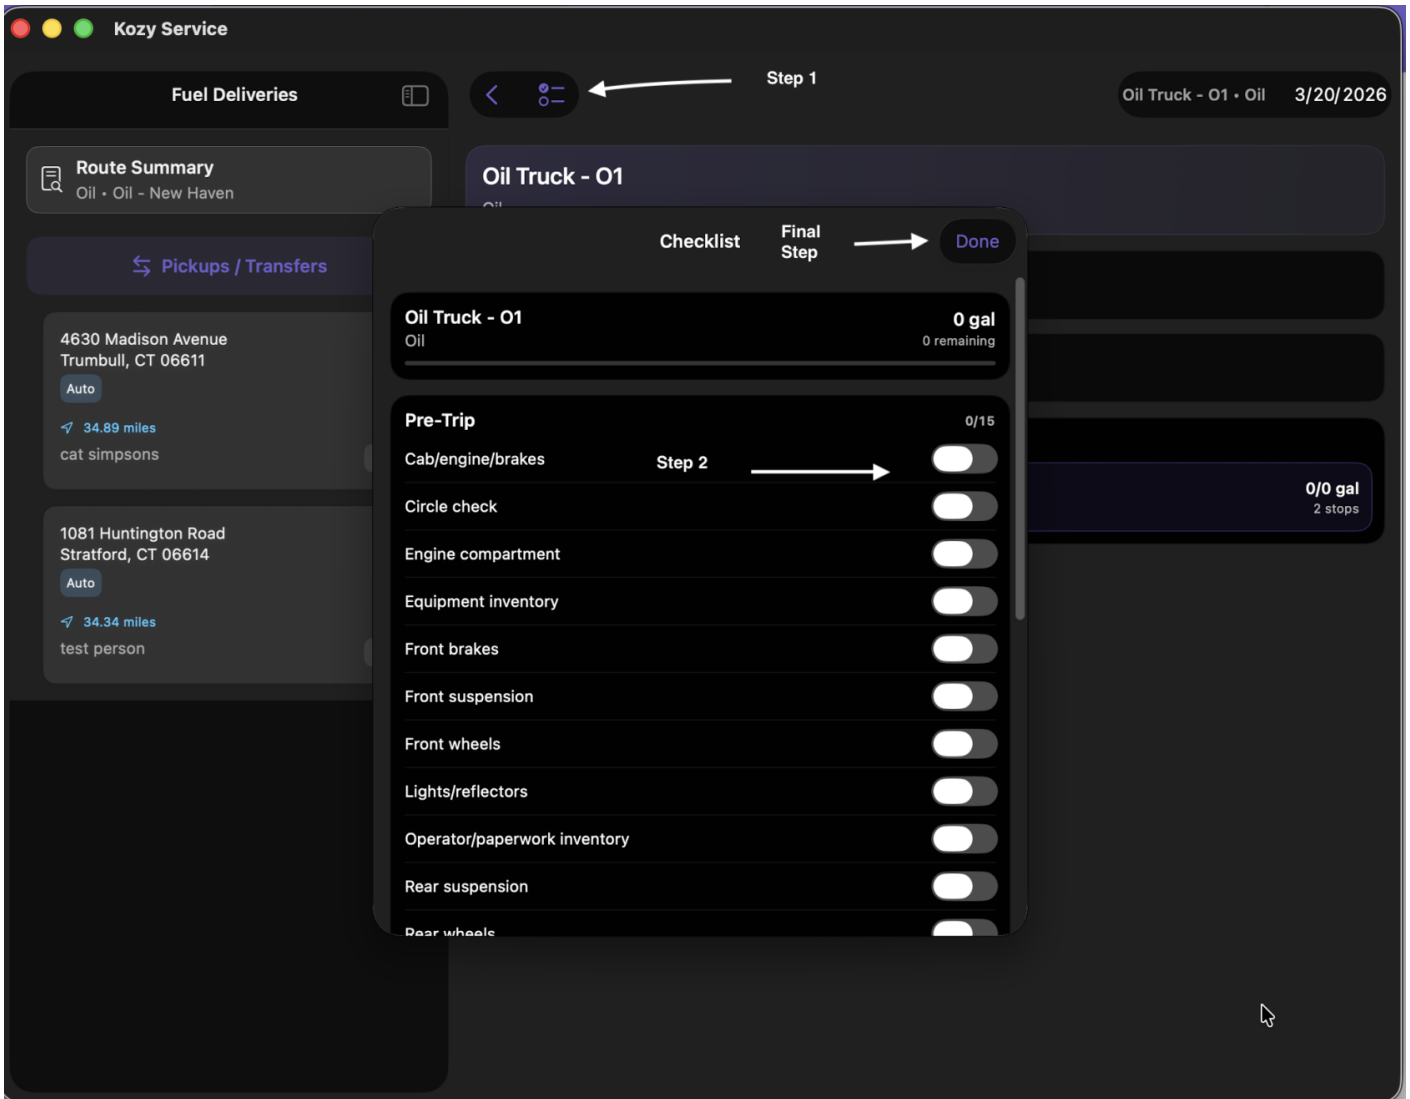 Kozy Service
Fuel Deliveries
Step 1
Oil Truck - O1 • Oil 3/20/2026
Route Summary
Oil • Oil - New Haven
Pickups / Transfers
4630 Madison Avenue
Trumbull, CT 06611
Auto
34.89 miles
cat simpsons
1081 Huntington Road
Stratford, CT 06614
Auto
34.34 miles
test person
Oil Truck - O1
Oil
0/0 gal
2 stops
Checklist
Final
Step
Done
Oil Truck - O1
Oil
0 gal
0 remaining
Pre-Trip 0/15
Cab/engine/brakes
Step 2
Circle check
Engine compartment
Equipment inventory
Front brakes
Front suspension
Front wheels
Lights/reflectors
Operator/paperwork inventory
Rear suspension
Rear wheels